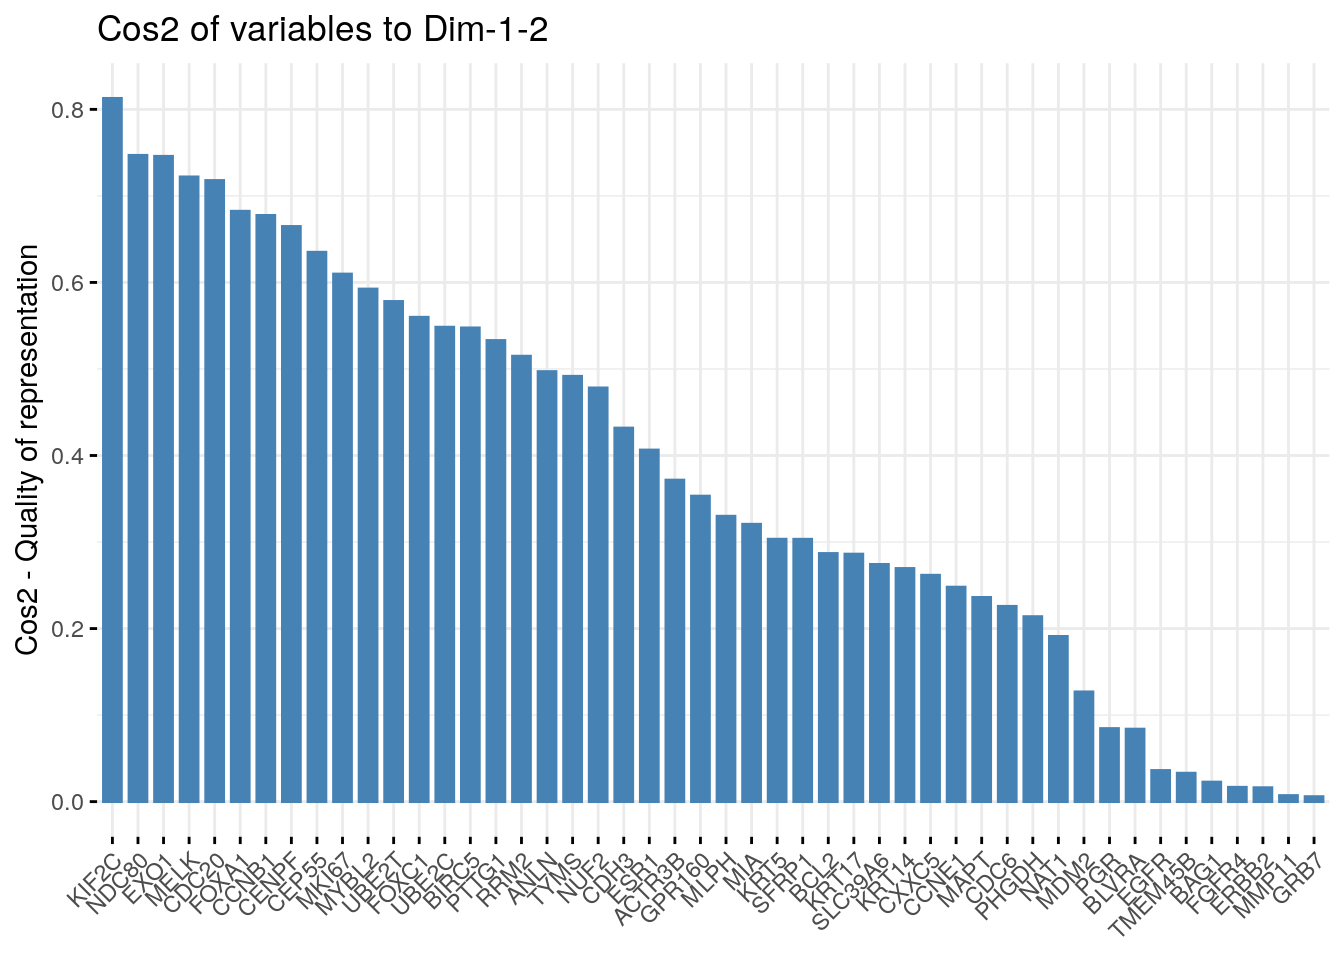 Cos2 of variables to Dim-1-2
Cos2 - Quality of representation
0.8
0.6
0.4
0.2
0.0
KIF2C
NDC80
EXO1
MELK
CDC20
FOXA1
CCNB1
CENPF
CEP55
MKI67
MYBL2
UBE2T
FOXC1
UBE2C
BIRC5
PTTG1
RRM2
ANLN
TYMS
NUF2
CDH3
ESR1
ACTR3B
GPR160
MLPH
MIA
KRT5
SFRP1
BCL2
KRT17
SLC39A6
KRT14
CXXC5
CCNE1
MAPT
CDC6
PHGDH
NAT1
MDM2
PGR
BLVRA
EGFR
TMEM45B
BAG1
FGFR4
ERBB2
MMP11
GRB7